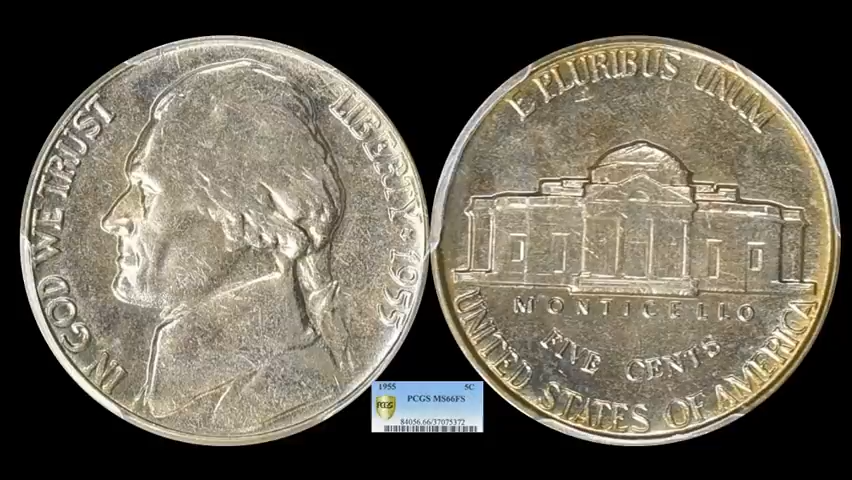 IN GOD WE TRUST
LIBERTY ★ 1955
E PLURIBUS UNUM
MONTICELLO
FIVE CENTS
UNITED STATES OF AMERICA
1955 5C
PCGS MS66FS
PCGS
84056.66/37075372